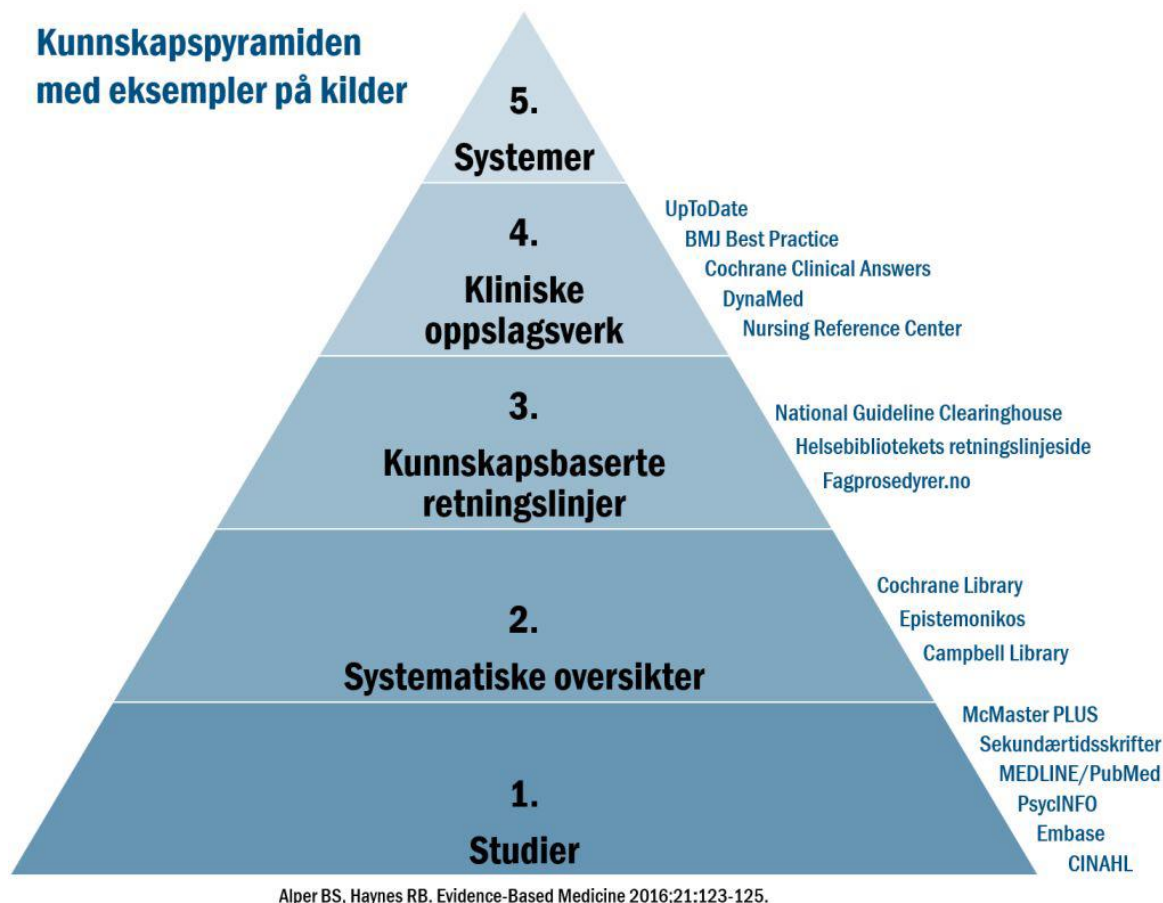 Kunnskapspyramiden
med eksempler på kilder
5.
Systemer
4.
Kliniske
oppslagsverk
UpToDate
BMJ Best Practice
Cochrane Clinical Answers
DynaMed
Nursing Reference Center
3.
Kunnskapsbaserte
retningslinjer
National Guideline Clearinghouse
Helsebibliotekets retningslinjeside
Fagprosedyrer.no
2.
Systematiske oversikter
Cochrane Library
Epistemonikos
Campbell Library
1.
Studier
McMaster PLUS
Sekundærtidsskrifter
MEDLINE/PubMed
PsycINFO
Embase
CINAHL
Alper BS, Haynes RB. Evidence-Based Medicine 2016;21:123-125.